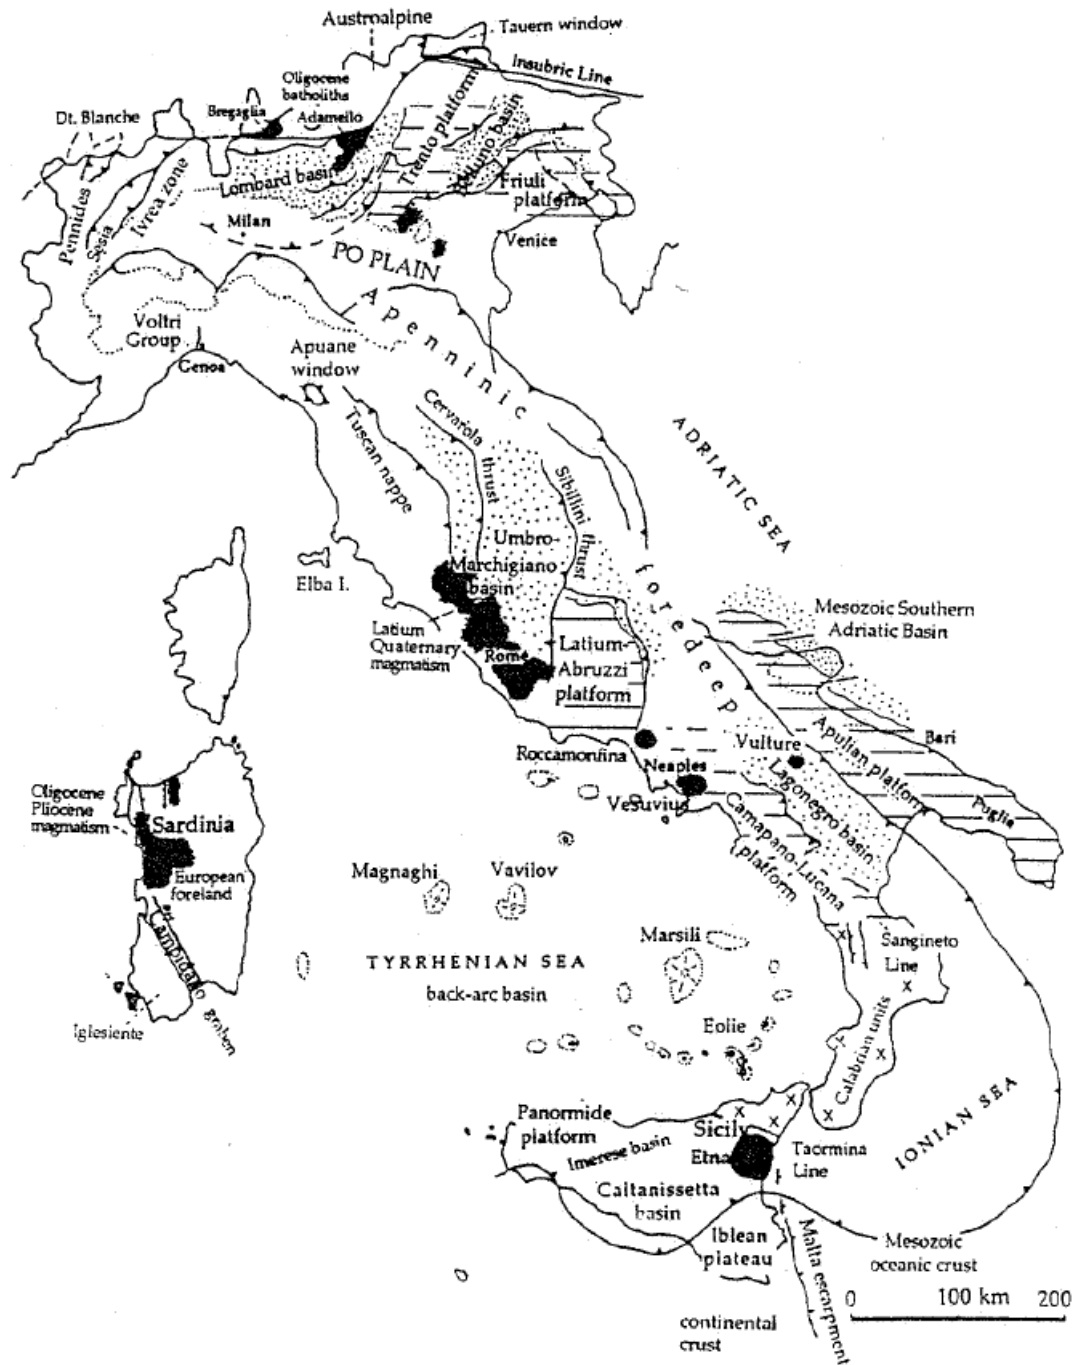 Austroalpine
Tauern window
Insubric Line
Oligocene
batholiths
Dt. Blanche
Bregaglia
Adamello
Trento platform
Belluno basin
Lombard basin
Friuli
platform
Pennides
Sesia
Ivrea zone
Milan
Venice
PO PLAIN
Voltri
Group
Genoa
Apuane
window
Apenninic
foredeep
Cervarola
thrust
Tuscan nappe
Sibillini
thrust
ADRIATIC SEA
Umbro-
Marchigiano
basin
Elba I.
Mesozoic Southern
Adriatic Basin
Latium
Quaternary
magmatism
Rome
Latium-
Abruzzi
platform
Roccamonfina
Neaples
Vesuvius
Vulture
Bari
Apulian platform
Puglia
Lagonegro basin
Camapano-Lucana
platform
Oligocene
Pliocene
magmatism
Sardinia
European
foreland
Campidano
graben
Iglesiente
Magnaghi
Vavilov
Marsili
TYRRHENIAN SEA
back-arc basin
Eolie
Sangineto
Line
Calabrian units
IONIAN SEA
Panormide
platform
Imerese basin
Sicily
Etna
Taormina
Line
Caltanissetta
basin
Iblean
plateau
Malta escarpment
Mesozoic
oceanic crust
continental
crust
0 100 km 200